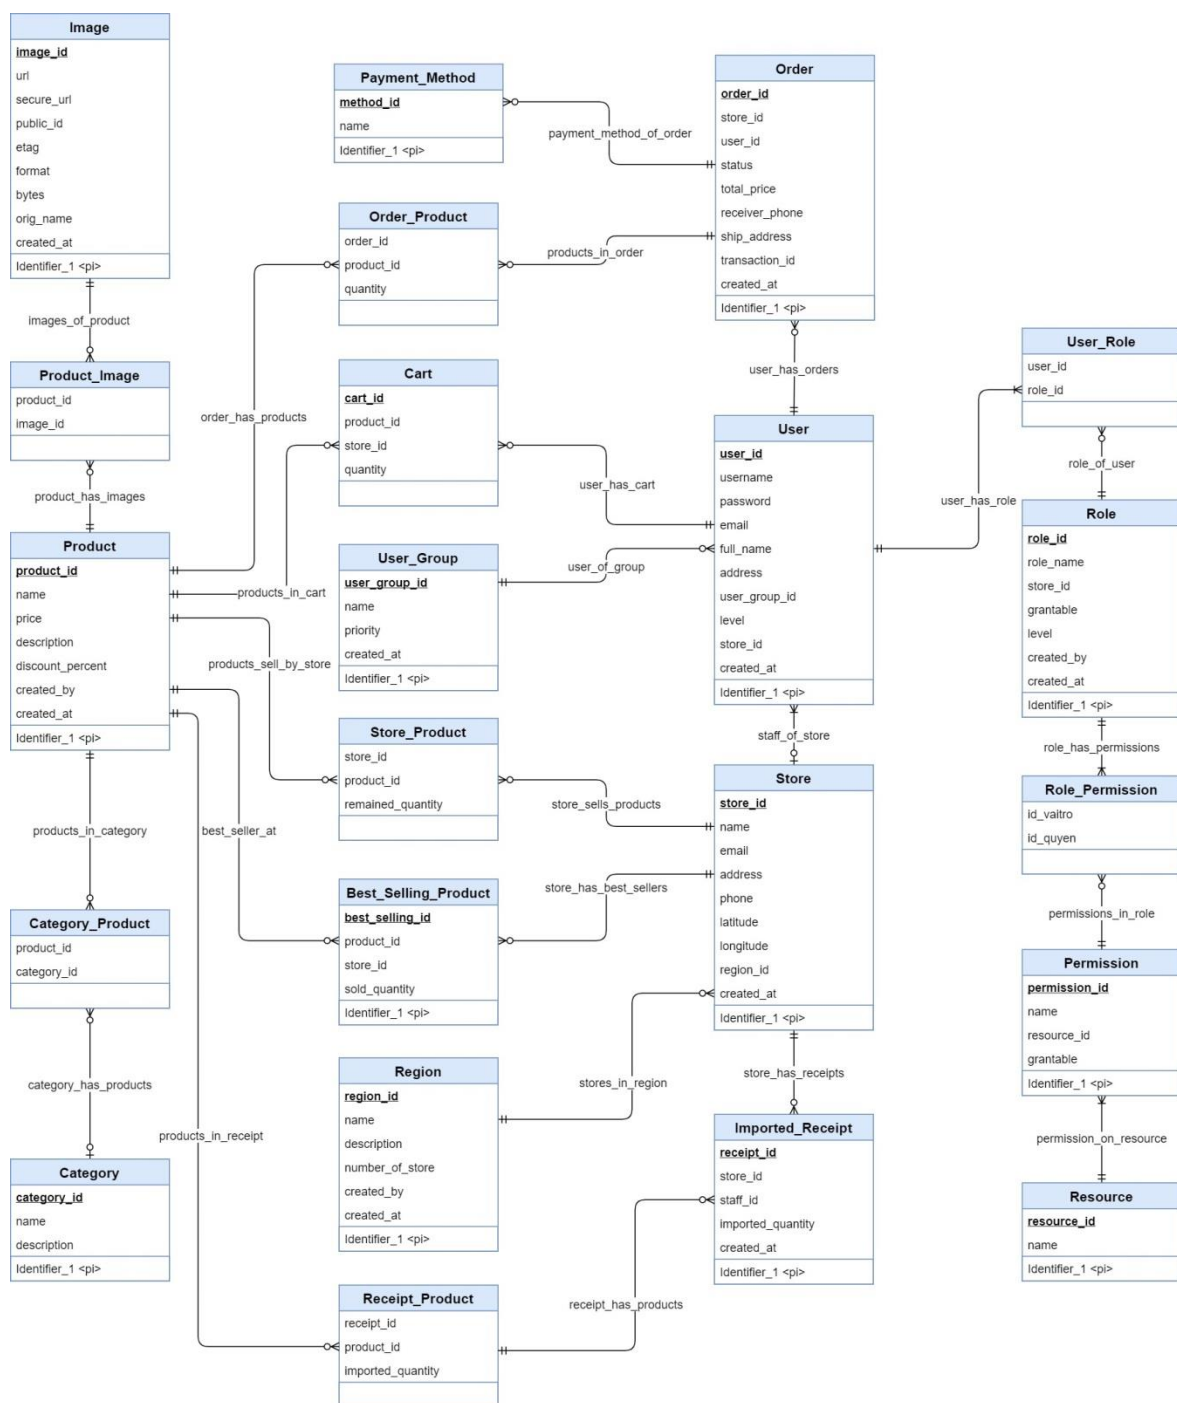 Image
image_id
url
secure_url
public_id
etag
format
bytes
orig_name
created_at
Identifier_1 <pi>
images_of_product
Product_Image
product_id
image_id
product_has_images
Product
product_id
name
price
description
discount_percent
created_by
created_at
Identifier_1 <pi>
products_in_category
Category_Product
product_id
category_id
category_has_products
Category
category_id
name
description
Identifier_1 <pi>
Payment_Method
method_id
name
Identifier_1 <pi>
payment_method_of_order
Order_Product
order_id
product_id
quantity
products_in_order
order_has_products
Cart
cart_id
product_id
store_id
quantity
user_has_cart
products_in_cart
User_Group
user_group_id
name
priority
created_at
Identifier_1 <pi>
user_of_group
products_sell_by_store
Store_Product
store_id
product_id
remained_quantity
store_sells_products
best_seller_at
Best_Selling_Product
best_selling_id
product_id
store_id
sold_quantity
Identifier_1 <pi>
store_has_best_sellers
Region
region_id
name
description
number_of_store
created_by
created_at
Identifier_1 <pi>
stores_in_region
products_in_receipt
Receipt_Product
receipt_id
product_id
imported_quantity
receipt_has_products
Order
order_id
store_id
user_id
status
total_price
receiver_phone
ship_address
transaction_id
created_at
Identifier_1 <pi>
user_has_orders
User
user_id
username
password
email
full_name
address
user_group_id
level
store_id
created_at
Identifier_1 <pi>
staff_of_store
Store
store_id
name
email
address
phone
latitude
longitude
region_id
created_at
Identifier_1 <pi>
store_has_receipts
Imported_Receipt
receipt_id
store_id
staff_id
imported_quantity
created_at
Identifier_1 <pi>
User_Role
user_id
role_id
role_of_user
user_has_role
Role
role_id
role_name
store_id
grantable
level
created_by
created_at
Identifier_1 <pi>
role_has_permissions
Role_Permission
id_vaitro
id_quyen
permissions_in_role
Permission
permission_id
name
resource_id
grantable
Identifier_1 <pi>
permission_on_resource
Resource
resource_id
name
Identifier_1 <pi>